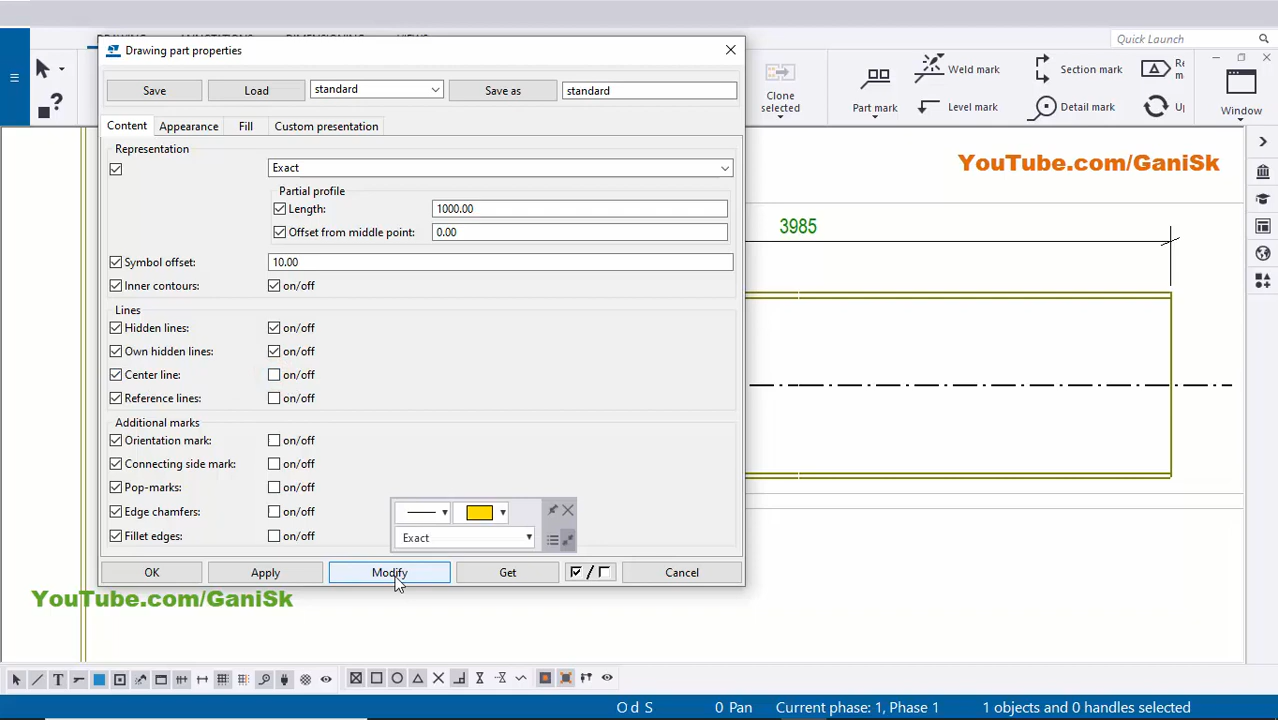 Quick Launch
Drawing part properties
Save
Load
standard
Save as
standard
Content
Appearance
Fill
Custom presentation
Representation
Exact
Partial profile
Length:
1000.00
Offset from middle point:
0.00
Symbol offset:
10.00
Inner contours:
on/off
Lines
Hidden lines:
on/off
Own hidden lines:
on/off
Center line:
on/off
Reference lines:
on/off
Additional marks
Orientation mark:
on/off
Connecting side mark:
on/off
Pop-marks:
on/off
Edge chamfers:
on/off
Fillet edges:
on/off
Exact
OK
Apply
Modify
Get
/
Cancel
Clone
selected
Part mark
Weld mark
Level mark
Section mark
Detail mark
Window
YouTube.com/GaniSk
3985
YouTube.com/GaniSk
O d S
0 Pan
Current phase: 1, Phase 1
1 objects and 0 handles selected